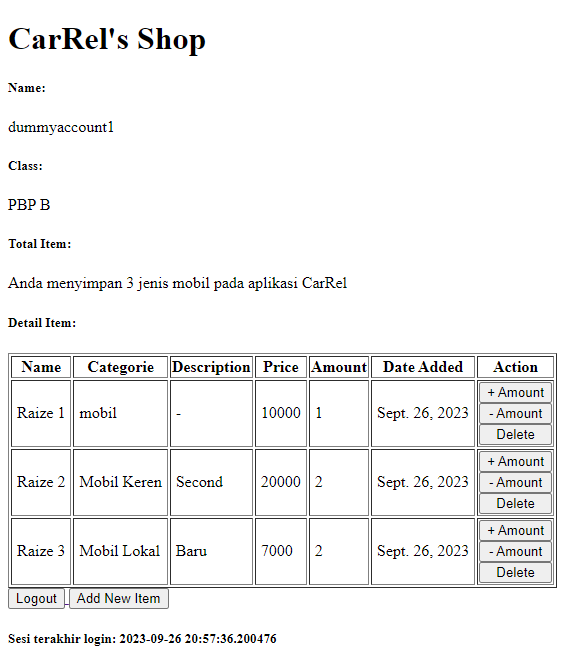 CarRel's Shop
Name:
dummyaccount1
Class:
PBP B
Total Item:
Anda menyimpan 3 jenis mobil pada aplikasi CarRel
Detail Item:
Name Categorie Description Price Amount Date Added Action
Raize 1 mobil - 10000 1 Sept. 26, 2023 + Amount
- Amount
Delete
Raize 2 Mobil Keren Second 20000 2 Sept. 26, 2023 + Amount
- Amount
Delete
Raize 3 Mobil Lokal Baru 7000 2 Sept. 26, 2023 + Amount
- Amount
Delete
Logout Add New Item
Sesi terakhir login: 2023-09-26 20:57:36.200476